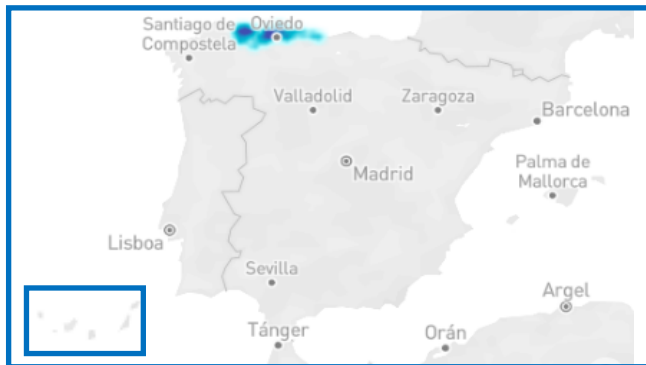 Santiago de
Compostela
Oviedo
Valladolid
Zaragoza
Barcelona
Madrid
Palma de
Mallorca
Lisboa
Sevilla
Argel
Tánger
Orán